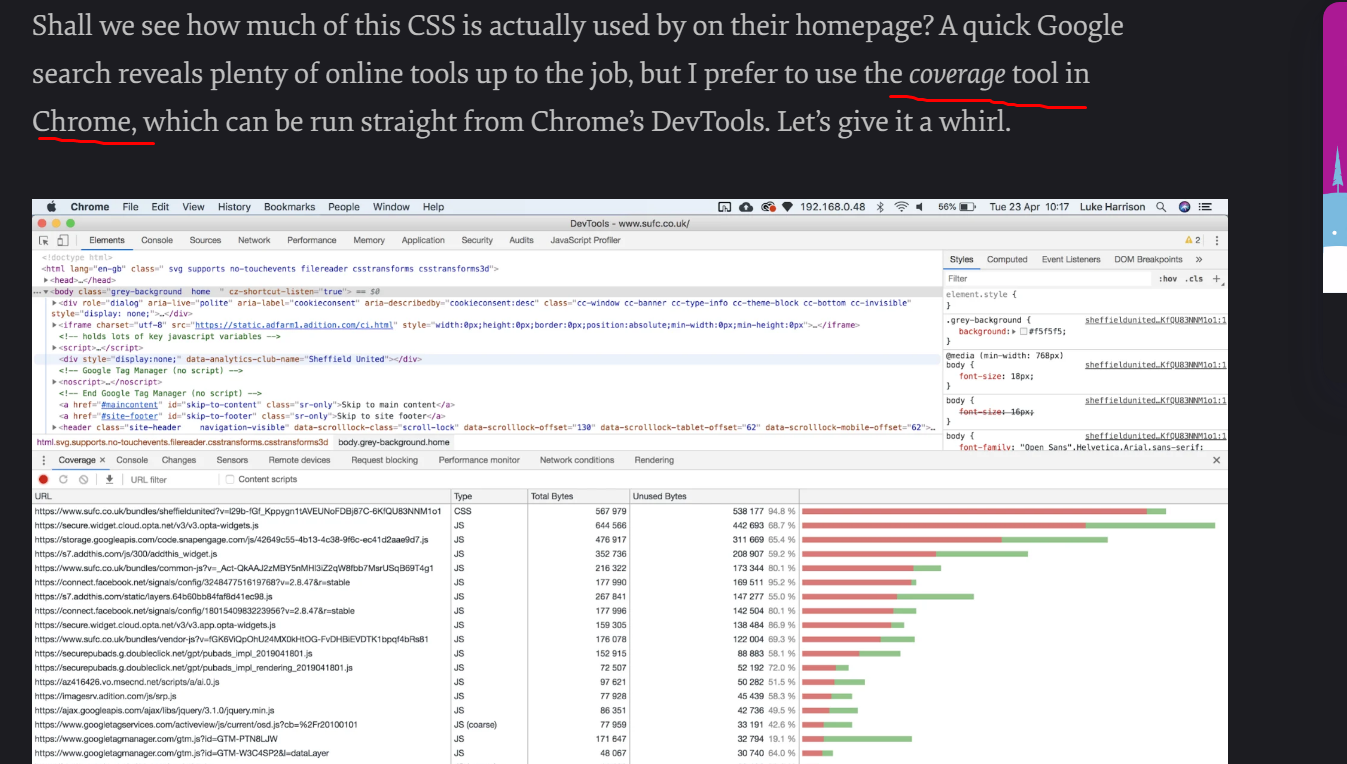 Shall we see how much of this CSS is actually used by on their homepage? A quick Google
search reveals plenty of online tools up to the job, but I prefer to use the coverage tool in
Chrome, which can be run straight from Chrome’s DevTools. Let’s give it a whirl.
Chrome File Edit View History Bookmarks People Window Help 192.168.0.48 56% Tue 23 Apr 10:17 Luke Harrison
DevTools - www.sufc.co.uk/
Elements Console Sources Network Performance Memory Application Security Audits JavaScript Profiler 2
<!doctype html>
<html lang="en-gb" class=" svg supports no-touchevents filereader csstransforms csstransforms3d">
<head>…</head>
<body class="grey-background home " cz-shortcut-listen="true"> == $0
<div role="dialog" aria-live="polite" aria-label="cookieconsent" aria-describedby="cookieconsent:desc" class="cc-window cc-banner cc-type-info cc-theme-block cc-bottom cc-invisible"
style="display: none;">…</div>
<iframe charset="utf-8" src="https://static.adfarm1.adition.com/ci.html" style="width:0px;height:0px;border:0px;position:absolute;min-width:0px;min-height:0px">…</iframe>
<!-- holds lots of key javascript variables -->
<script>…</script>
<div style="display:none;" data-analytics-club-name="Sheffield United"></div>
<!-- Google Tag Manager (no script) -->
<noscript>…</noscript>
<!-- End Google Tag Manager (no script) -->
<a href="#maincontent" id="skip-to-content" class="sr-only">Skip to main content</a>
<a href="#site-footer" id="skip-to-footer" class="sr-only">Skip to site footer</a>
<header class="site-header navigation-visible" data-scrolllock-class="scroll-lock" data-scrolllock-offset="130" data-scrolllock-tablet-offset="62" data-scrolllock-mobile-offset="62">…
html.svg.supports.no-touchevents.filereader.csstransforms.csstransforms3d body.grey-background.home
Styles Computed Event Listeners DOM Breakpoints »
Filter :hov .cls +
element.style {
}
.grey-background { sheffieldunited…KfQU83NNM1o1:1
background: #f5f5f5;
}
@media (min-width: 768px)
body { sheffieldunited…KfQU83NNM1o1:1
font-size: 18px;
}
body { sheffieldunited…KfQU83NNM1o1:1
font-size: 16px;
}
body { sheffieldunited…KfQU83NNM1o1:1
font-family: "Open Sans",Helvetica,Arial,sans-serif;
Coverage × Console Changes Sensors Remote devices Request blocking Performance monitor Network conditions Rendering
URL filter Content scripts
URL Type Total Bytes Unused Bytes
https://www.sufc.co.uk/bundles/sheffieldunited?v=I29b-fGf_Kppygn1tAVEUNoFDBj87C-6KfQU83NNM1o1 CSS 567 979 538 177 94.8 %
https://secure.widget.cloud.opta.net/v3/v3.opta-widgets.js JS 644 566 442 693 68.7 %
https://storage.googleapis.com/code.snapengage.com/js/42649c55-4b13-4c38-9f6c-ec41d2aae9d7.js JS 476 917 311 669 65.4 %
https://s7.addthis.com/js/300/addthis_widget.js JS 352 736 208 907 59.2 %
https://www.sufc.co.uk/bundles/common-js?v=_Act-QkAAJ2zMBY5nMHl3iZ2qW8fbb7MsrUSqB69T4g1 JS 216 322 173 344 80.1 %
https://connect.facebook.net/signals/config/324847751619768?v=2.8.47&r=stable JS 177 990 169 511 95.2 %
https://s7.addthis.com/static/layers.64b60bb84faf8d41ec98.js JS 267 841 147 277 55.0 %
https://connect.facebook.net/signals/config/1801540983223956?v=2.8.47&r=stable JS 177 996 142 504 80.1 %
https://secure.widget.cloud.opta.net/v3/v3.app.opta-widgets.js JS 159 305 138 484 86.9 %
https://www.sufc.co.uk/bundles/vendor-js?v=fGK6ViQpOhU24MX0kHtOG-FvDHBiEVDTK1bpqf4bRs81 JS 176 078 122 004 69.3 %
https://securepubads.g.doubleclick.net/gpt/pubads_impl_2019041801.js JS 152 915 88 883 58.1 %
https://securepubads.g.doubleclick.net/gpt/pubads_impl_rendering_2019041801.js JS 72 507 52 192 72.0 %
https://az416426.vo.msecnd.net/scripts/a/ai.0.js JS 97 621 50 282 51.5 %
https://imagesrv.adition.com/js/srp.js JS 77 928 45 439 58.3 %
https://ajax.googleapis.com/ajax/libs/jquery/3.1.0/jquery.min.js JS 86 351 42 736 49.5 %
https://www.googletagservices.com/activeview/js/current/osd.js?cb=%2Fr20100101 JS (coarse) 77 959 33 191 42.6 %
https://www.googletagmanager.com/gtm.js?id=GTM-PTN8LJW JS 171 647 32 794 19.1 %
https://www.googletagmanager.com/gtm.js?id=GTM-W3C4SP2&l=dataLayer JS 48 067 30 740 64.0 %